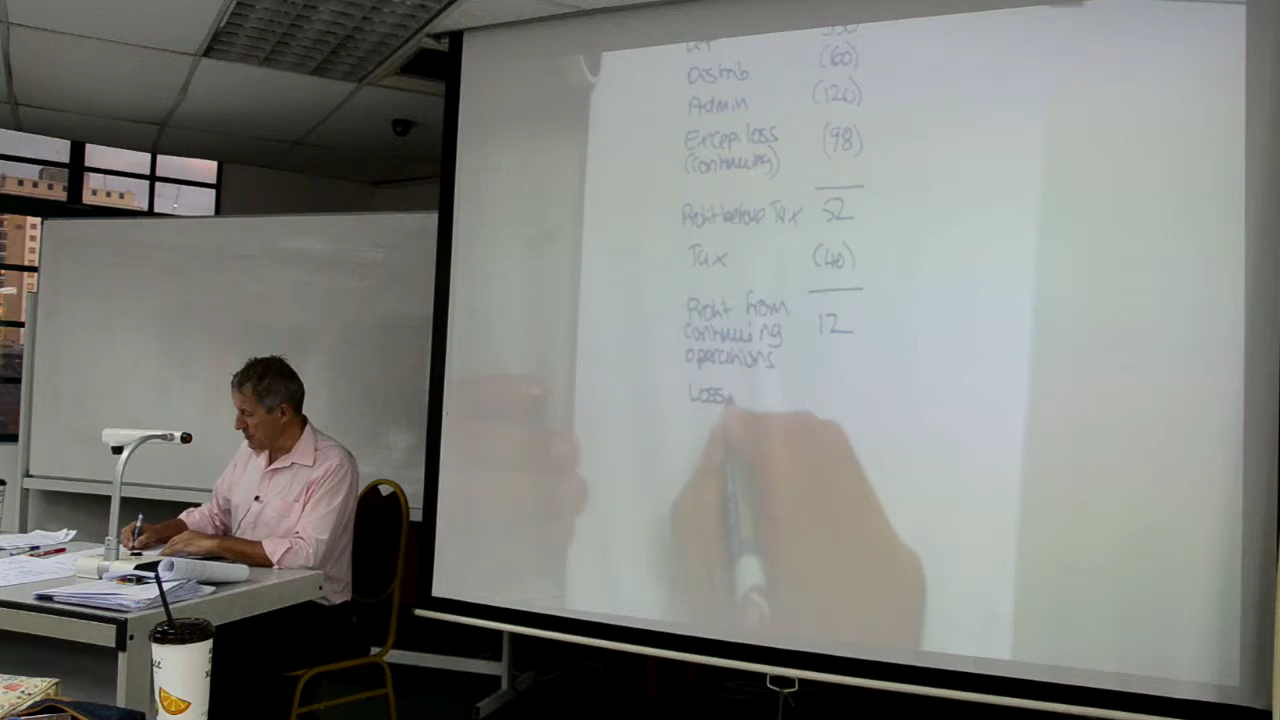 Distrib (160)
Admin (120)
Excep. loss (98)
(continuing)
Profit before Tax 52
Tax (40)
Profit from
continuing 12
operations
Loss